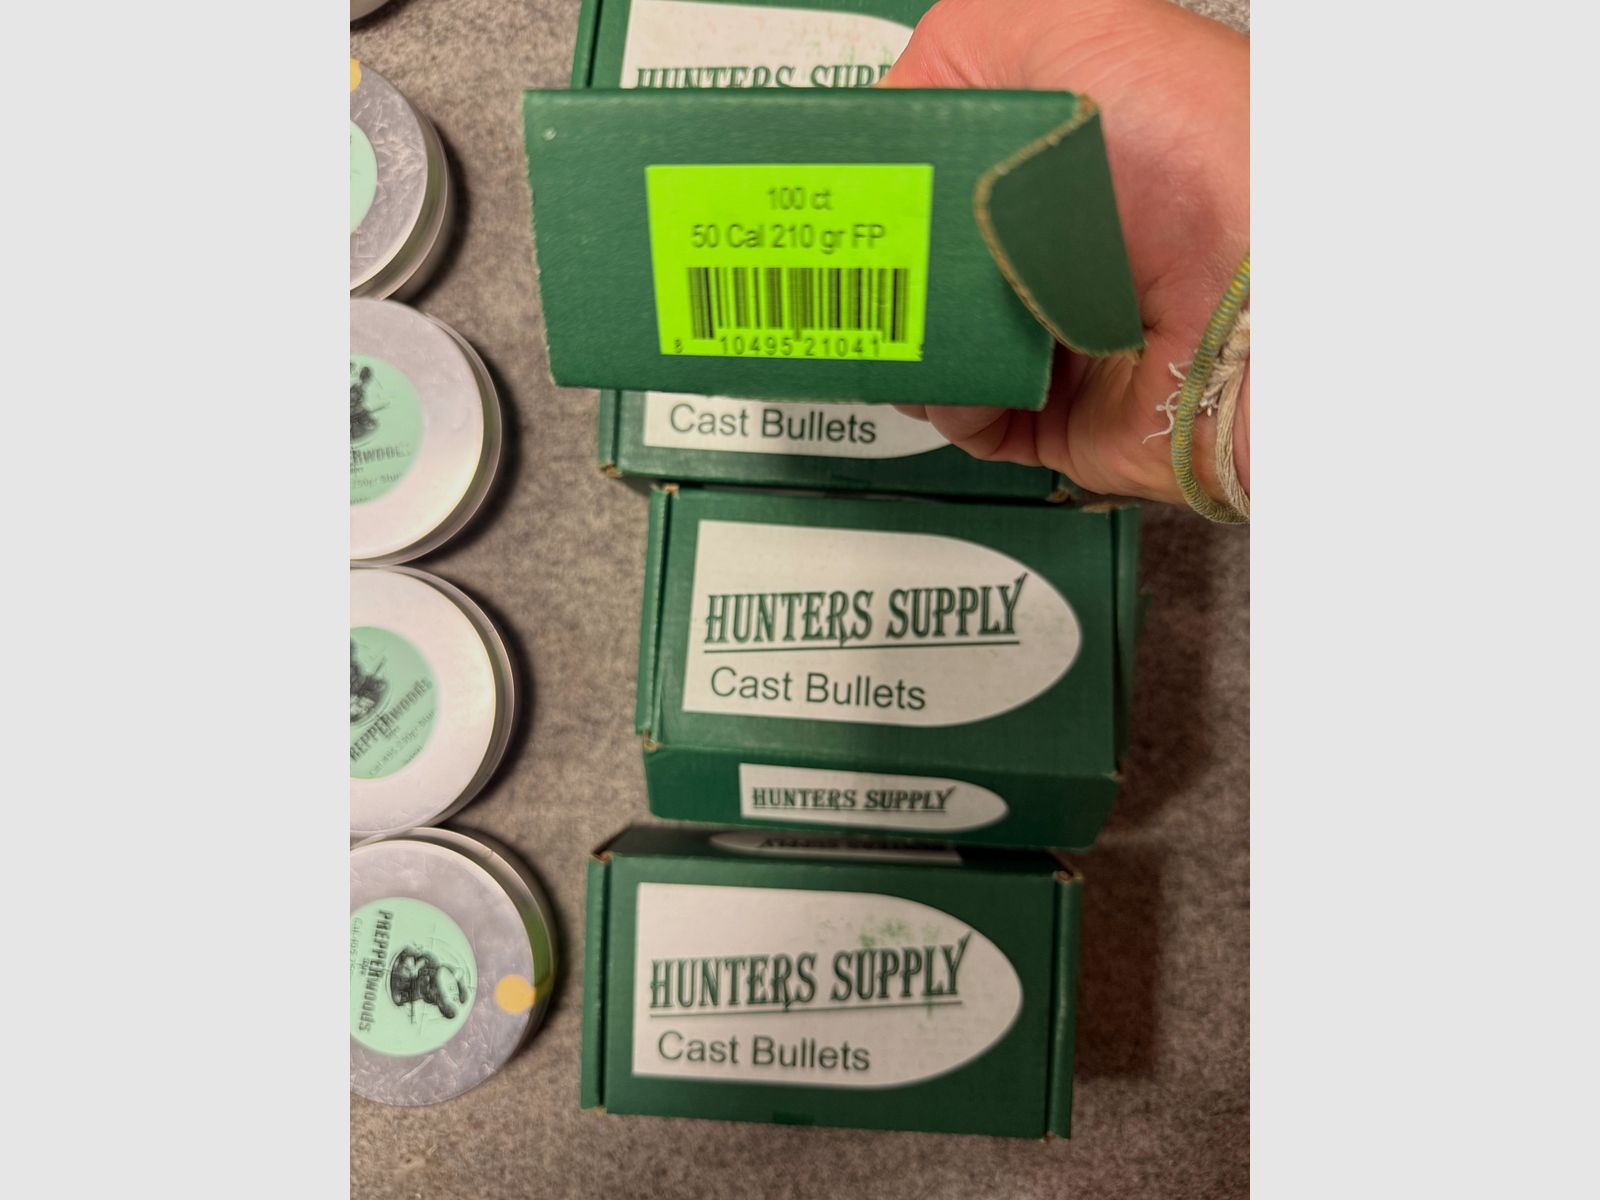 HUNTERS SUPP
100 ct
50 Cal 210 gr FP
8 10495 21041
Cast Bullets
HUNTERS SUPPLY
Cast Bullets
HUNTERS SUPPLY
HUNTERS SUPPLY
Cast Bullets
PREPPERWOODS
PREPPERWOODS